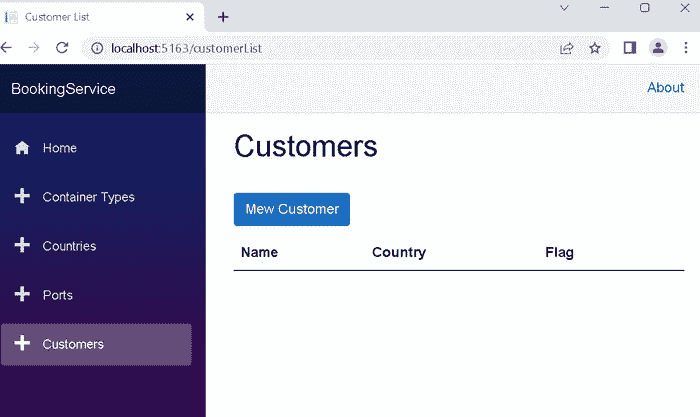 Customer List
localhost:5163/customerList
BookingService
About
Home
Container Types
Countries
Ports
Customers
Customers
Mew Customer
Name Country Flag